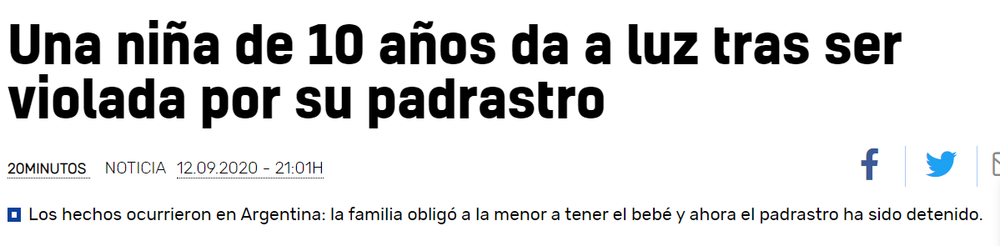 Una niña de 10 años da a luz tras ser
violada por su padrastro
20MINUTOS NOTICIA 12.09.2020 - 21:01H
Los hechos ocurrieron en Argentina: la familia obligó a la menor a tener el bebé y ahora el padrastro ha sido detenido.